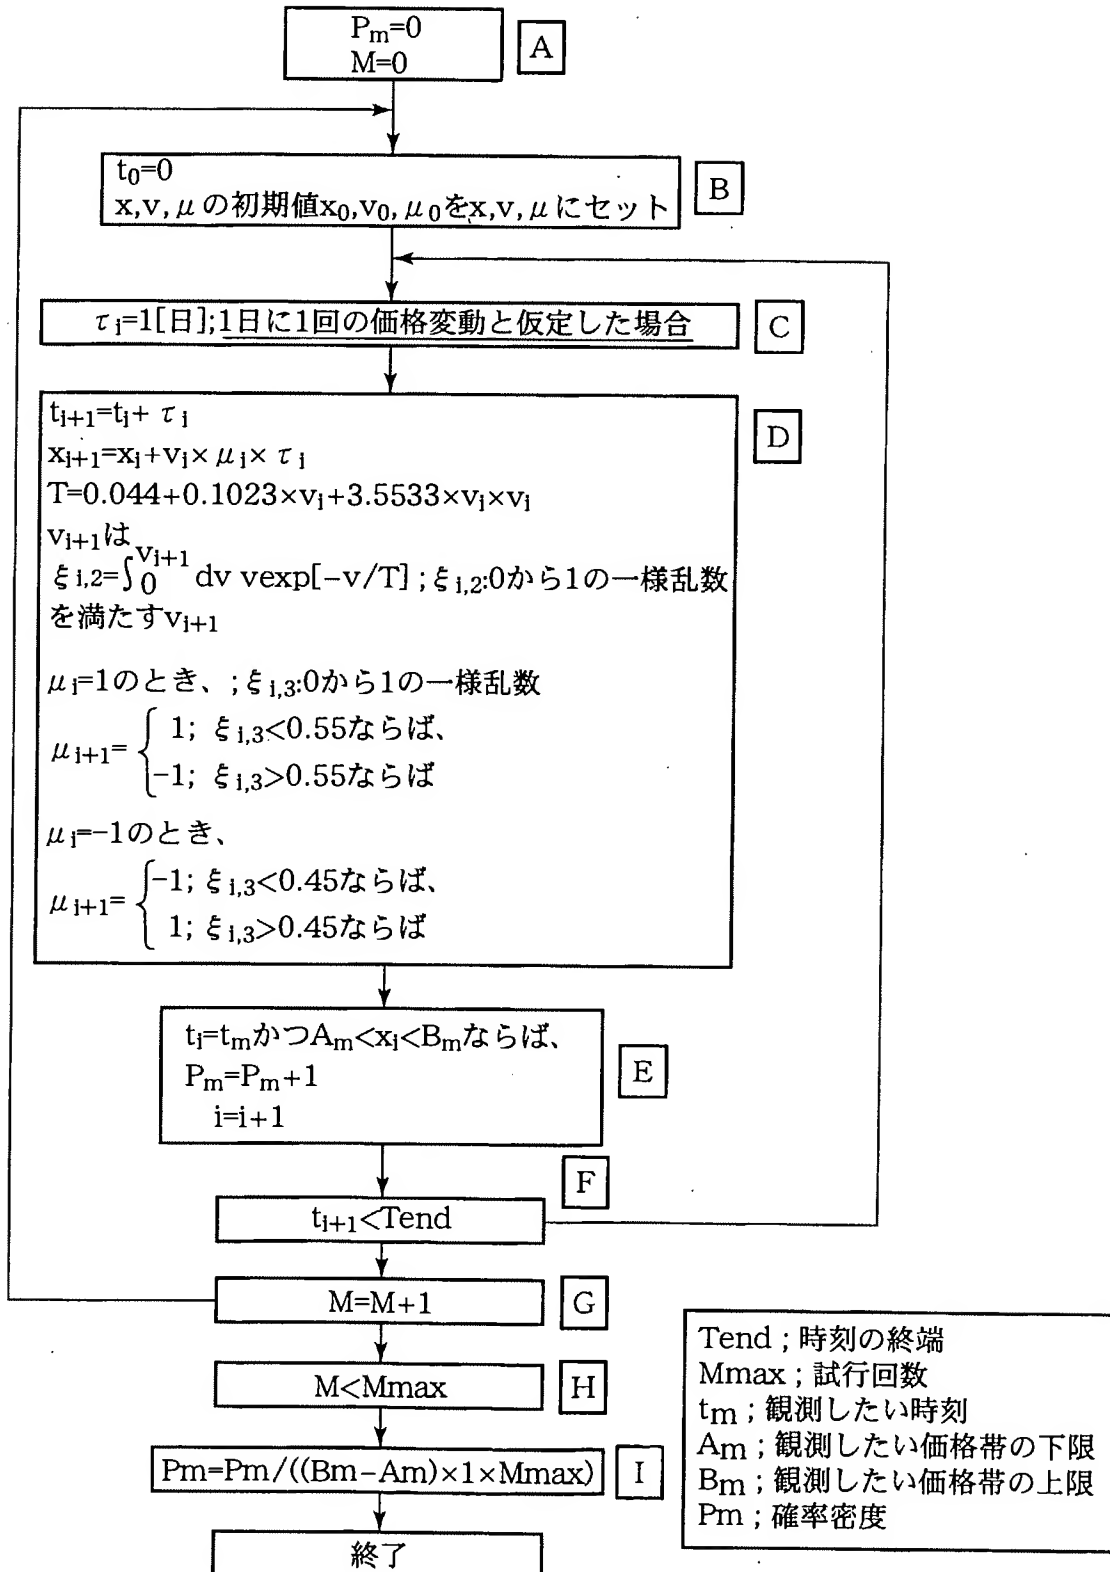 Pm=0
M=0
A
t0=0
x,v,μの初期値x0,v0,μ0をx,v,μにセット
B
τi=1[日];1日に1回の価格変動と仮定した場合
C
ti+1=ti+τi
xi+1=xi+vi×μi×τi
T=0.044+0.1023×vi+3.5533×vi×vi
vi+1は
ξi,2=∫0vi+1 dv vexp[-v/T];ξi,2:0から1の一様乱数
を満たすvi+1
μi=1のとき、;ξi,3:0から1の一様乱数
μi+1={ 1; ξi,3<0.55ならば、
-1; ξi,3>0.55ならば
μi=-1のとき、
μi+1={ -1; ξi,3<0.45ならば、
1; ξi,3>0.45ならば
D
ti=tmかつAm<xi<Bmならば、
Pm=Pm+1
i=i+1
E
F
ti+1<Tend
M=M+1
G
M<Mmax
H
Pm=Pm/((Bm-Am)×1×Mmax)
I
終了
Tend;時刻の終端
Mmax;試行回数
tm;観測したい時刻
Am;観測したい価格帯の下限
Bm;観測したい価格帯の上限
Pm;確率密度